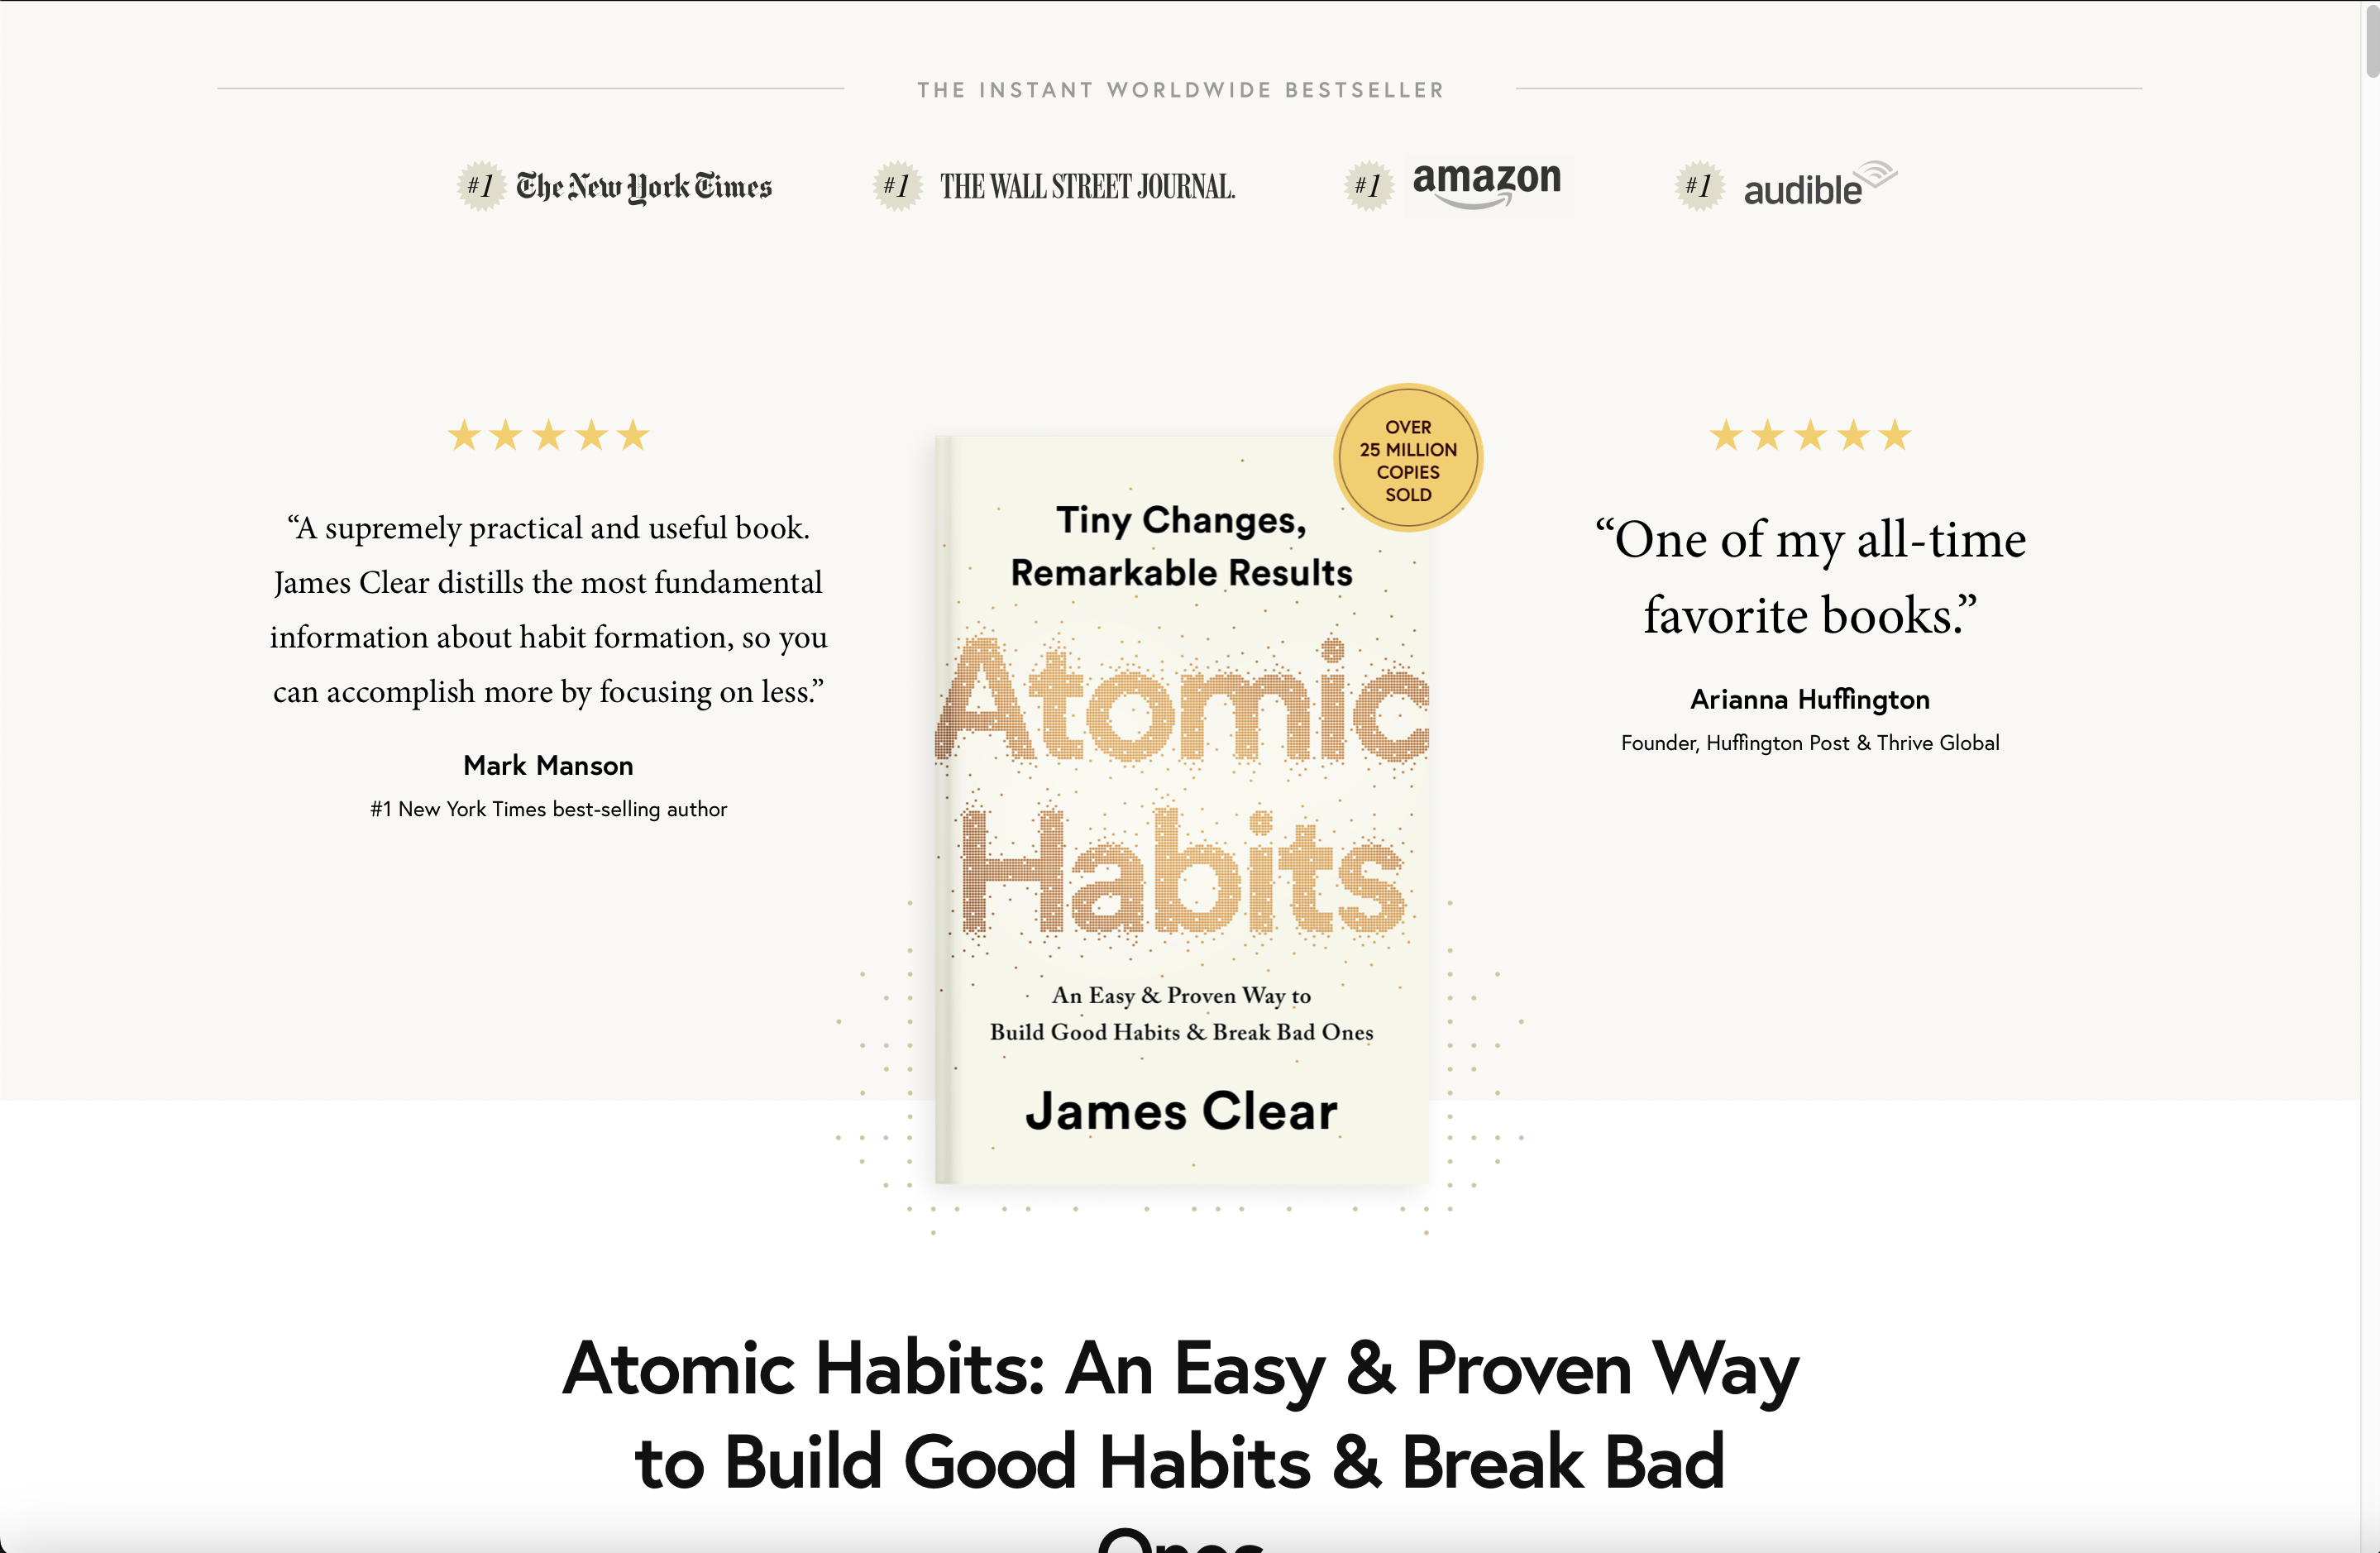 THE INSTANT WORLDWIDE BESTSELLER
#1 The New York Times
#1 THE WALL STREET JOURNAL.
#1 amazon
#1 audible
★★★★★
“A supremely practical and useful book.
James Clear distills the most fundamental
information about habit formation, so you
can accomplish more by focusing on less.”
Mark Manson
#1 New York Times best-selling author
OVER
25 MILLION
COPIES
SOLD
Tiny Changes,
Remarkable Results
Atomic
Habits
An Easy & Proven Way to
Build Good Habits & Break Bad Ones
James Clear
★★★★★
“One of my all-time
favorite books.”
Arianna Huffington
Founder, Huffington Post & Thrive Global
Atomic Habits: An Easy & Proven Way
to Build Good Habits & Break Bad
Ones